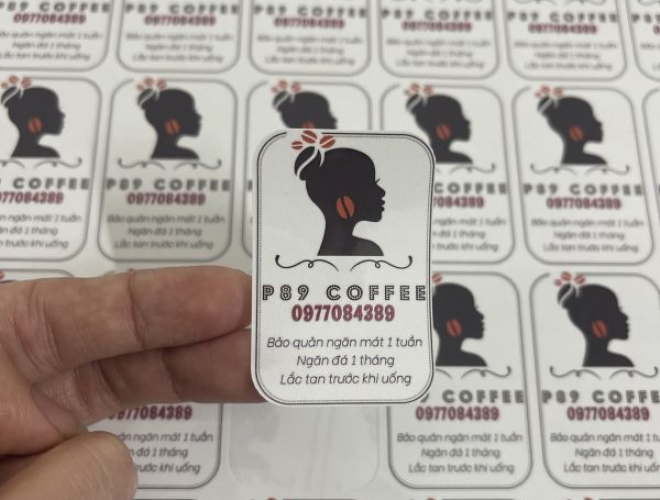 P89 COFFEE
0977084389
Bảo quản ngăn mát 1 tuần
Ngăn đá 1 tháng
Lắc tan trước khi uống